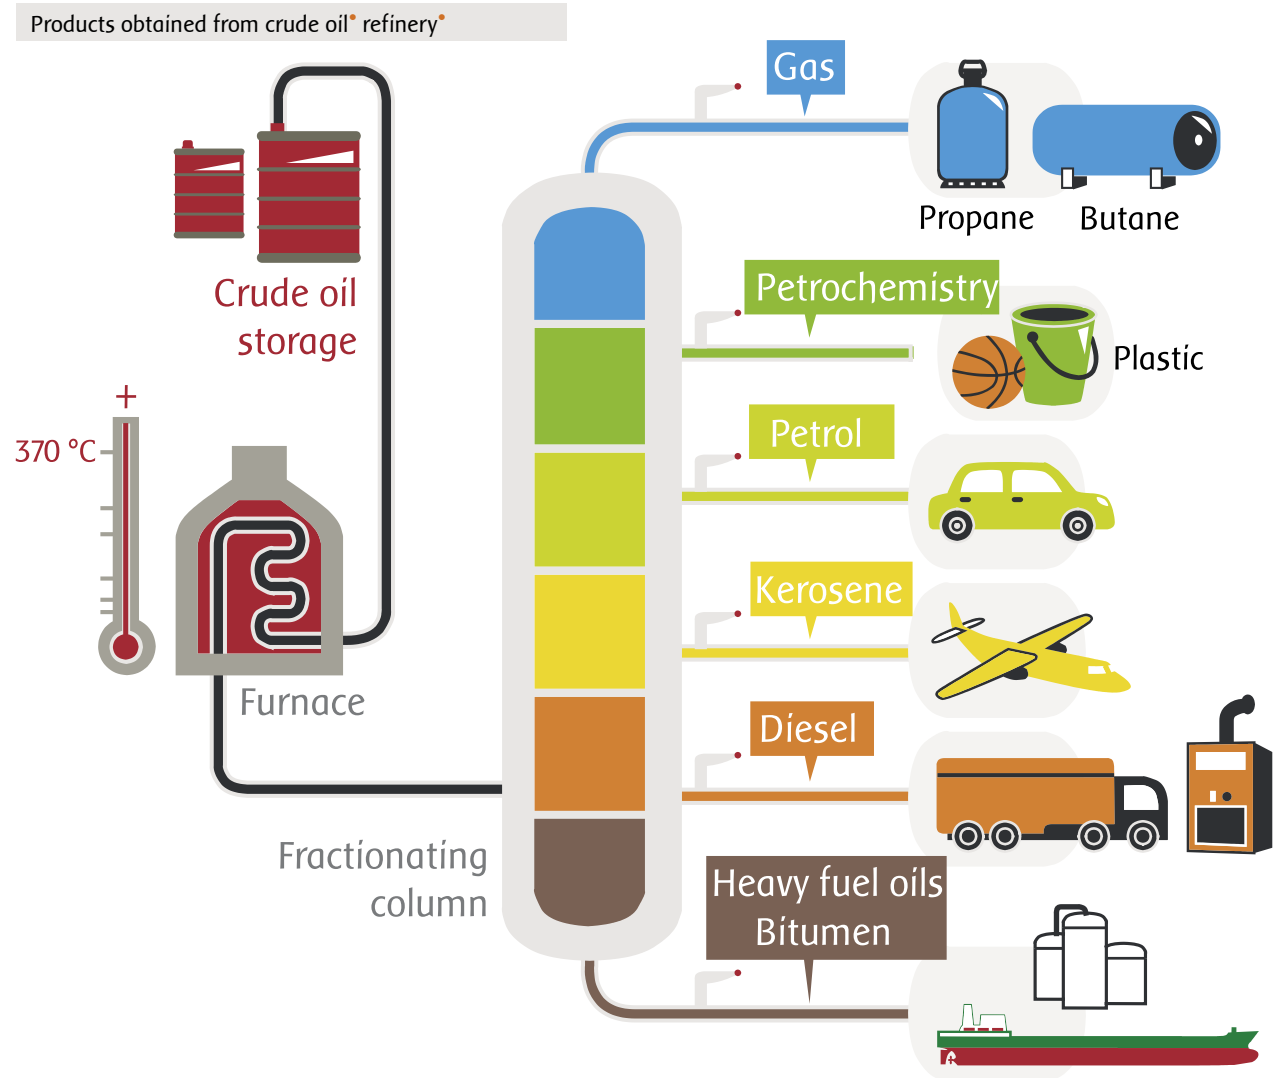 Products obtained from crude oil• refinery•
Gas
Propane
Butane
Crude oil
storage
Petrochemistry
Plastic
+
370 °C
Petrol
Kerosene
Furnace
Diesel
Fractionating
column
Heavy fuel oils
Bitumen